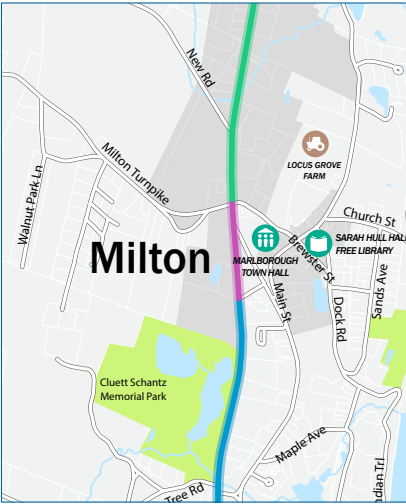 New Rd
LOCUS GROVE
FARM
Milton Turnpike
Walnut Park Ln
Church St
SARAH HULL HALL
FREE LIBRARY
Brewster St
Milton
MARLBOROUGH
TOWN HALL
Main St
Dock Rd
Sands Ave
Cluett Schantz
Memorial Park
Maple Ave
Tree Rd
dian Trl